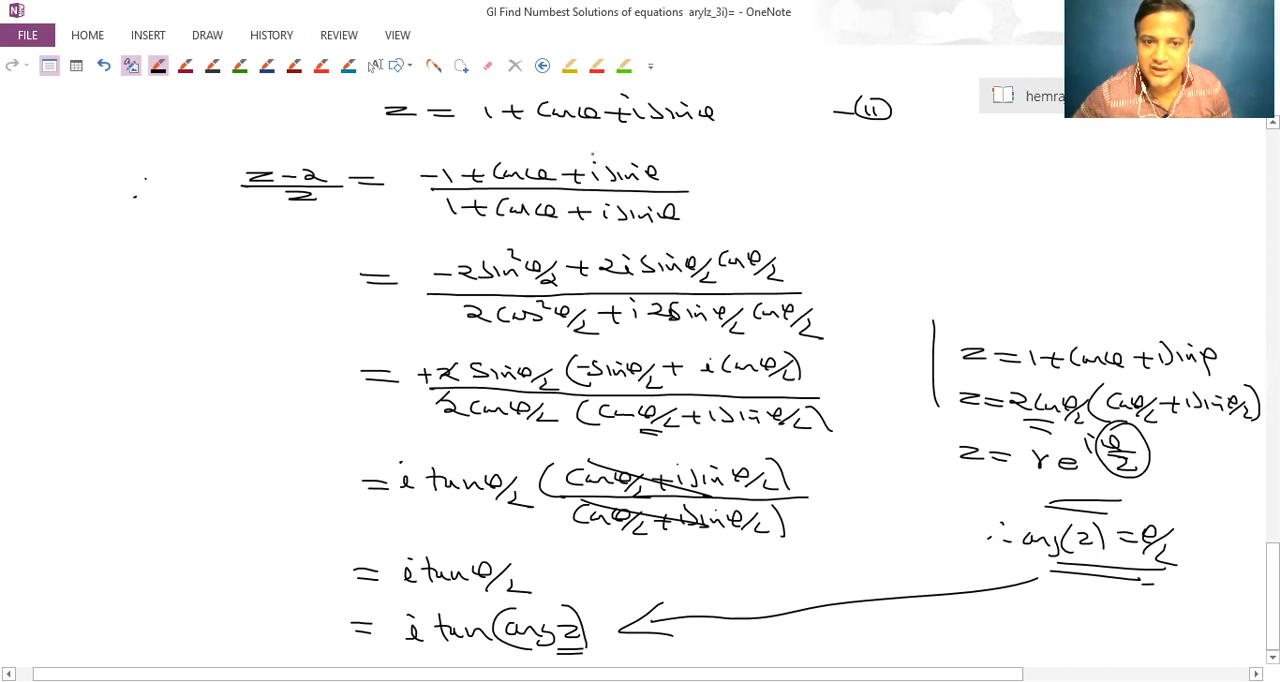 GI Find Numbest Solutions of equations arylz_3i)= - OneNote
FILE HOME INSERT DRAW HISTORY REVIEW VIEW
hemra
z = 1 + cosθ + i sinθ —(ii)
∴ (z-2)/z = (-1 + cosθ + i sinθ)/(1 + cosθ + i sinθ)
= (-2sin²θ/2 + 2i sinθ/2 cosθ/2)/(2cos²θ/2 + i 2sinθ/2 cosθ/2)
= +2 sinθ/2 (-sinθ/2 + i cosθ/2)/2cosθ/2 (cosθ/2 + i sinθ/2)
= i tanθ/2 (cosθ/2 + i sinθ/2)/(cosθ/2 + i sinθ/2)
= i tanθ/2
= i tan(arg z)
z = 1 + cosθ + i sinθ
z = 2cosθ/2 (cosθ/2 + i sinθ/2)
z = r e^(iθ/2)
∴ arg(z) = θ/2